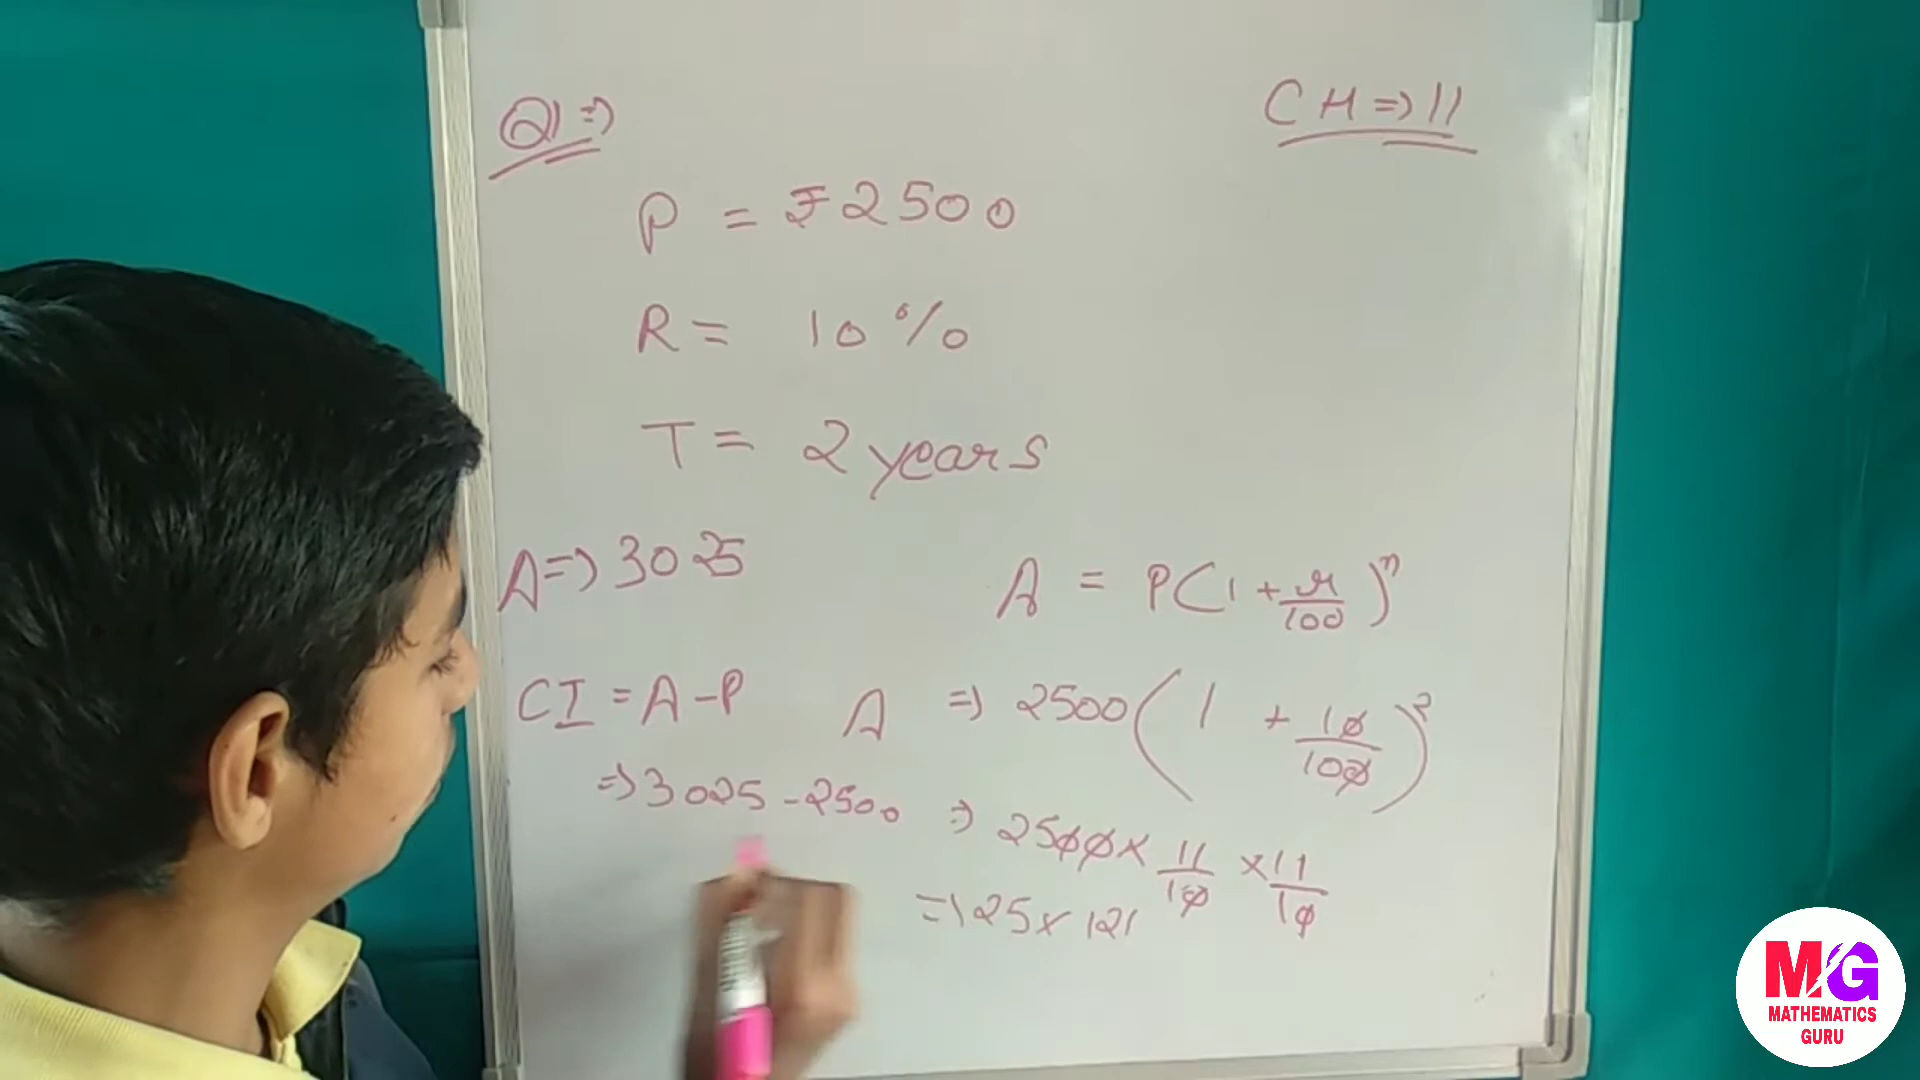 Q1 ⇒
CH ⇒ 11
P = ₹2500
R = 10%
T = 2 years
A ⇒ 3025
A = P(1 + r/100)^n
CI = A - P
A ⇒ 2500(1 + 10/100)^2
⇒ 3025 - 2500
⇒ 2500 × 11/10 × 11/10
⇒ 25 × 121
MG
MATHEMATICS
GURU